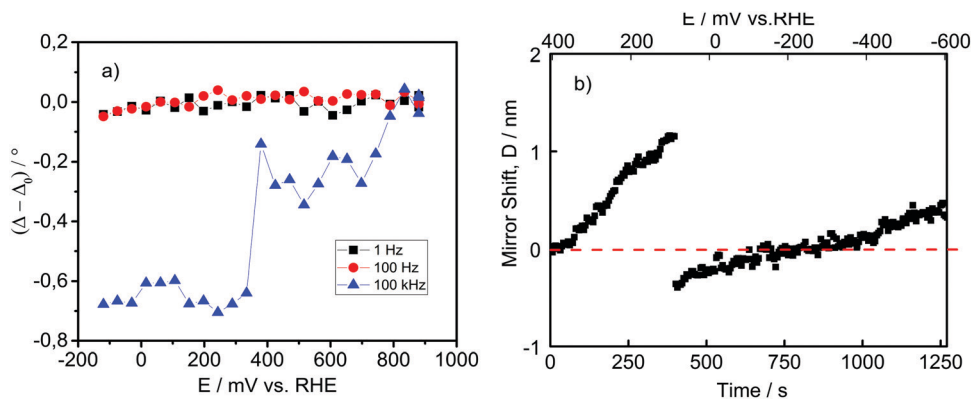 a)
0,2
0,0
-0,2
-0,4
-0,6
-0,8
(Δ − Δ₀) / °
1 Hz
100 Hz
100 kHz
-200 0 200 400 600 800 1000
E / mV vs. RHE
E / mV vs.RHE
400 200 0 -200 -400 -600
b)
2
1
0
-1
Mirror Shift, D / nm
0 250 500 750 1000 1250
Time / s